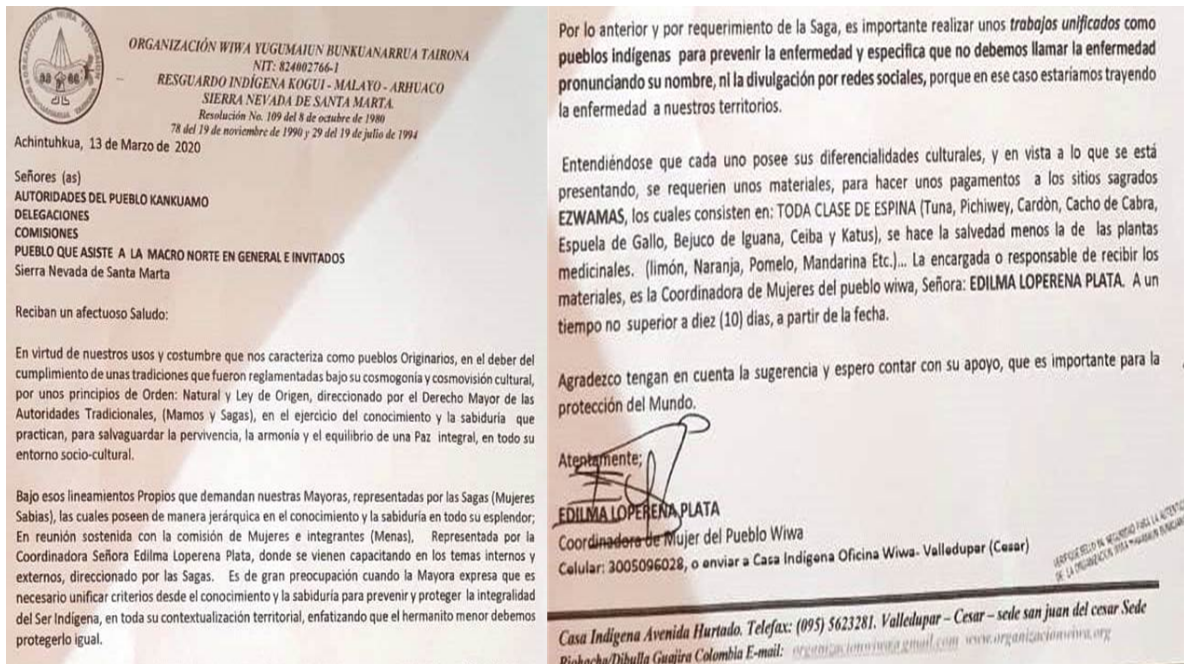 ORGANIZACIÓN WIWA YUGUMAIUN BUNKUANARRUA TAIRONA
NIT: 824002766-1
RESGUARDO INDÍGENA KOGUI - MALAYO - ARHUACO
SIERRA NEVADA DE SANTA MARTA.
Resolución No. 109 del 8 de octubre de 1980
78 del 19 de noviembre de 1990 y 29 del 19 de julio de 1994
Achintuhkua, 13 de Marzo de 2020
Señores (as)
AUTORIDADES DEL PUEBLO KANKUAMO
DELEGACIONES
COMISIONES
PUEBLO QUE ASISTE A LA MACRO NORTE EN GENERAL E INVITADOS
Sierra Nevada de Santa Marta
Reciban un afectuoso Saludo:
En virtud de nuestros usos y costumbre que nos caracteriza como pueblos Originarios, en el deber del
cumplimiento de unas tradiciones que fueron reglamentadas bajo su cosmogonía y cosmovisión cultural,
por unos principios de Orden: Natural y Ley de Origen, direccionado por el Derecho Mayor de las
Autoridades Tradicionales, (Mamos y Sagas), en el ejercicio del conocimiento y la sabiduría que
practican, para salvaguardar la pervivencia, la armonía y el equilibrio de una Paz integral, en todo su
entorno socio-cultural.
Bajo esos lineamientos Propios que demandan nuestras Mayoras, representadas por las Sagas (Mujeres
Sabias), las cuales poseen de manera jerárquica en el conocimiento y la sabiduría en todo su esplendor;
En reunión sostenida con la comisión de Mujeres e integrantes (Menas), Representada por la
Coordinadora Señora Edilma Loperena Plata, donde se vienen capacitando en los temas internos y
externos, direccionado por las Sagas. Es de gran preocupación cuando la Mayora expresa que es
necesario unificar criterios desde el conocimiento y la sabiduría para prevenir y proteger la integralidad
del Ser Indígena, en toda su contextualización territorial, enfatizando que el hermanito menor debemos
protegerlo igual.
Por lo anterior y por requerimiento de la Saga, es importante realizar unos trabajos unificados como
pueblos indígenas para prevenir la enfermedad y especifica que no debemos llamar la enfermedad
pronunciando su nombre, ni la divulgación por redes sociales, porque en ese caso estaríamos trayendo
la enfermedad a nuestros territorios.
Entendiéndose que cada uno posee sus diferencialidades culturales, y en vista a lo que se está
presentando, se requerien unos materiales, para hacer unos pagamentos a los sitios sagrados
EZWAMAS, los cuales consisten en: TODA CLASE DE ESPINA (Tuna, Pichiwey, Cardòn, Cacho de Cabra,
Espuela de Gallo, Bejuco de Iguana, Ceiba y Katus), se hace la salvedad menos la de las plantas
medicinales. (limón, Naranja, Pomelo, Mandarina Etc.)... La encargada o responsable de recibir los
materiales, es la Coordinadora de Mujeres del pueblo wiwa, Señora: EDILMA LOPERENA PLATA. A un
tiempo no superior a diez (10) días, a partir de la fecha.
Agradezco tengan en cuenta la sugerencia y espero contar con su apoyo, que es importante para la
protección del Mundo.
Atentamente;
EDILMA LOPEREÑA PLATA
Coordinadora de Mujer del Pueblo Wiwa
Celular: 3005096028, o enviar a Casa Indígena Oficina Wiwa- Valledupar (Cesar)
Casa Indigena Avenida Hurtado. Telefax: (095) 5623281. Valledupar – Cesar – sede san juan del cesar Sede
Riohacha/Dibulla Guajira Colombia E-mail: organizacionwiwa@gmail.com www.organizacionwiwa.org